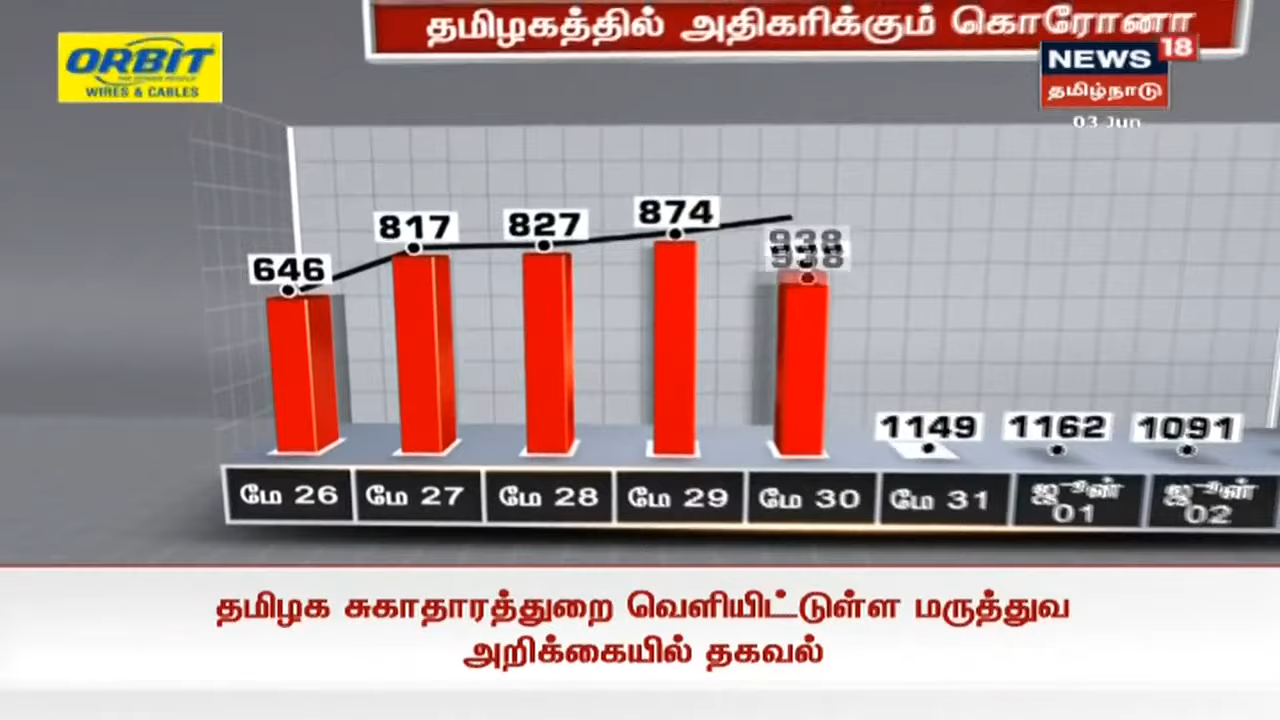 தமிழகத்தில் அதிகரிக்கும் கொரோனா
ORBIT
WIRES & CABLES
NEWS 18
தமிழ்நாடு
03 Jun
646
817
827
874
938
1149
1162
1091
மே 26
மே 27
மே 28
மே 29
மே 30
மே 31
ஜூன் 01
ஜூன் 02
தமிழக சுகாதாரத்துறை வெளியிட்டுள்ள மருத்துவ
அறிக்கையில் தகவல்